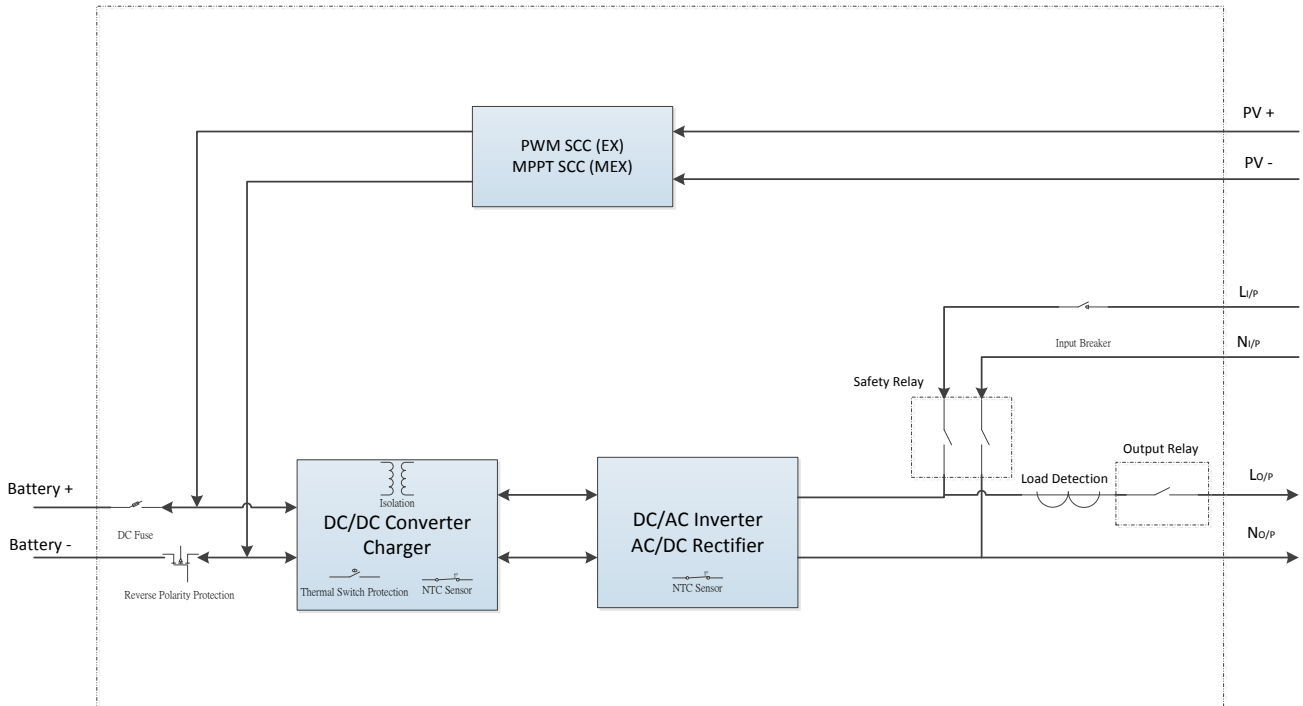 PV +
PWM SCC (EX)
MPPT SCC (MEX)
PV -
LI/P
Input Breaker
NI/P
Safety Relay
Output Relay
Load Detection
LO/P
Battery +
DC Fuse
Isolation
DC/DC Converter
Charger
DC/AC Inverter
AC/DC Rectifier
Battery -
NO/P
Reverse Polarity Protection
Thermal Switch Protection
NTC Sensor
NTC Sensor